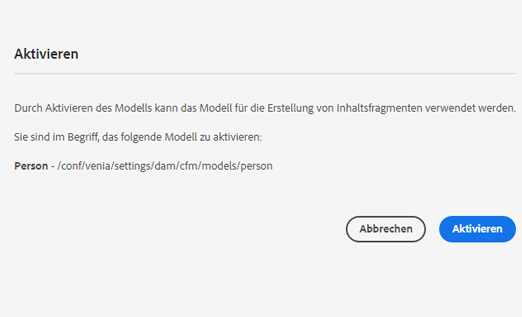 Aktivieren
Durch Aktivieren des Modells kann das Modell für die Erstellung von Inhaltsfragmenten verwendet werden.
Sie sind im Begriff, das folgende Modell zu aktivieren:
Person - /conf/venia/settings/dam/cfm/models/person
Abbrechen Aktivieren